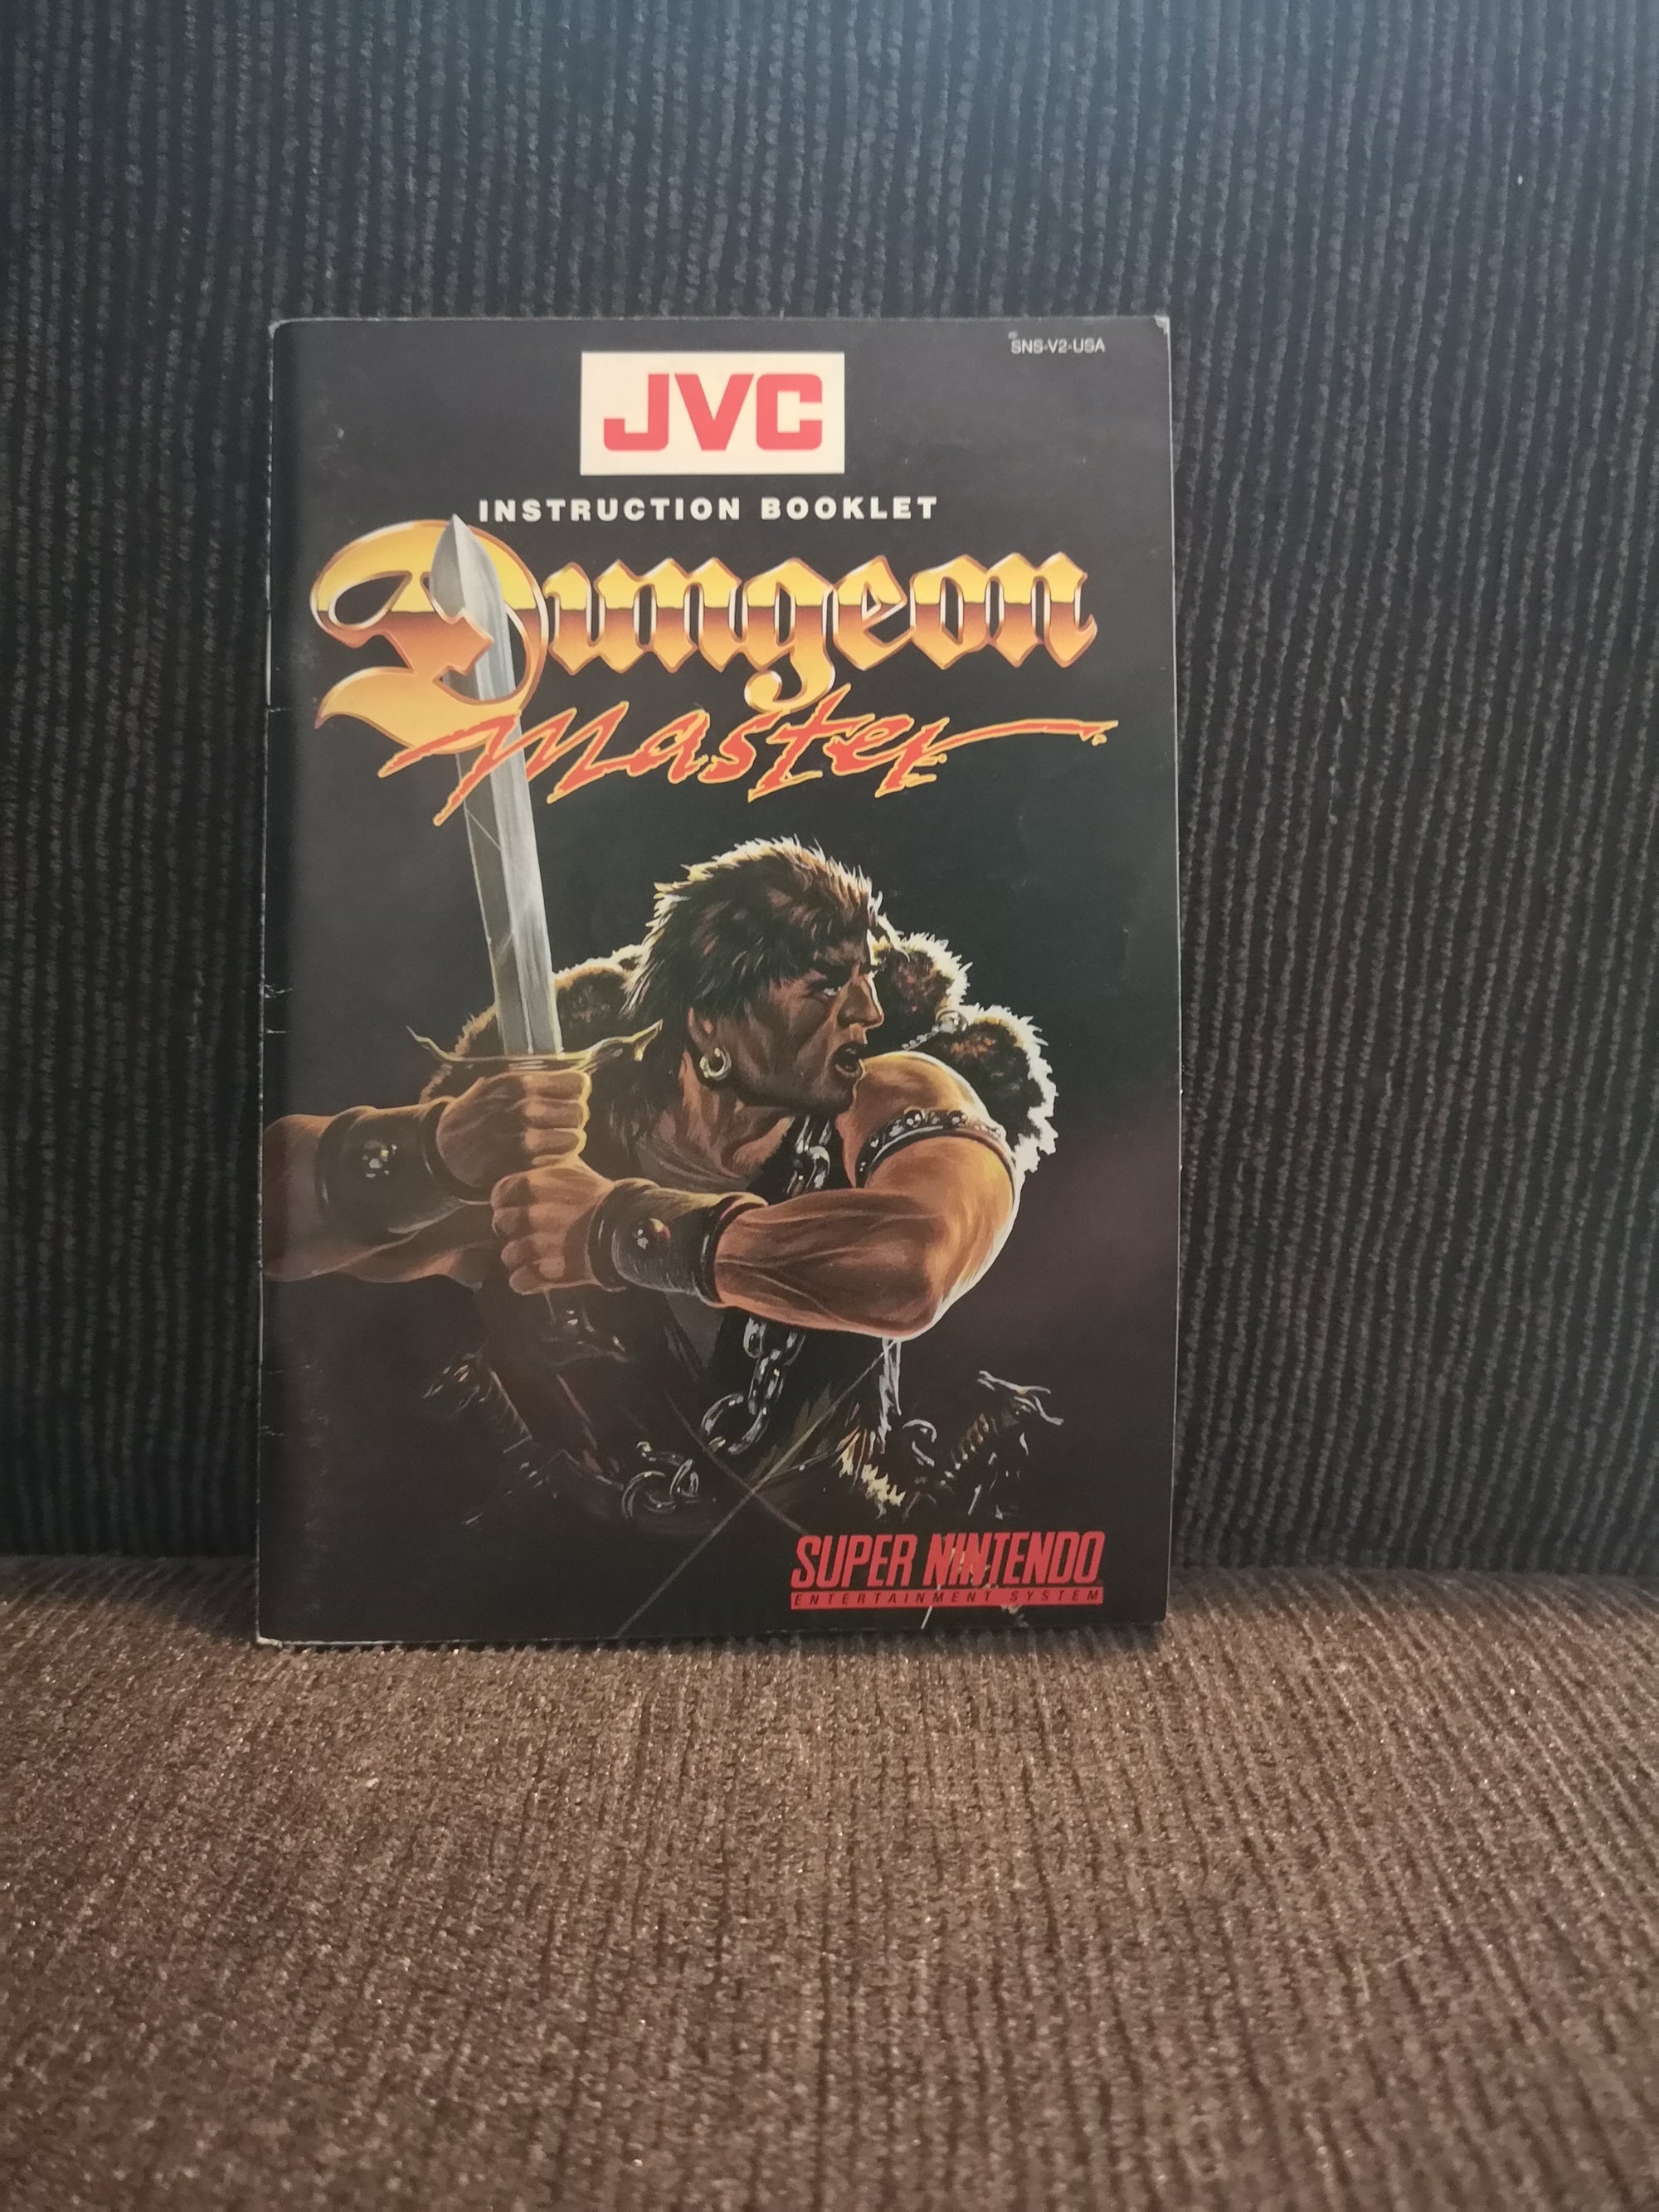 SNS-V2-USA
JVC
INSTRUCTION BOOKLET
Dungeon
Master
SUPER NINTENDO
ENTERTAINMENT SYSTEM